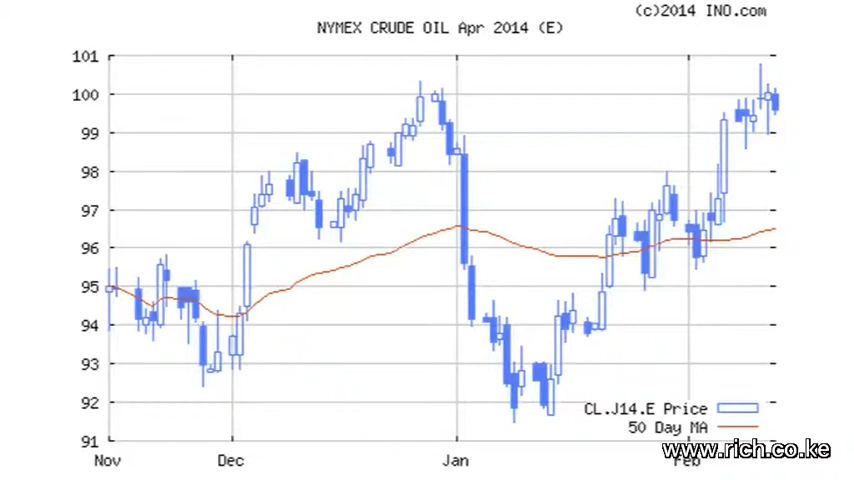 (c)2014 INO.com
NYMEX CRUDE OIL Apr 2014 (E)
101
100
99
98
97
96
95
94
93
92
91
Nov Dec Jan Feb
CL.J14.E Price
50 Day MA
www.rich.co.ke